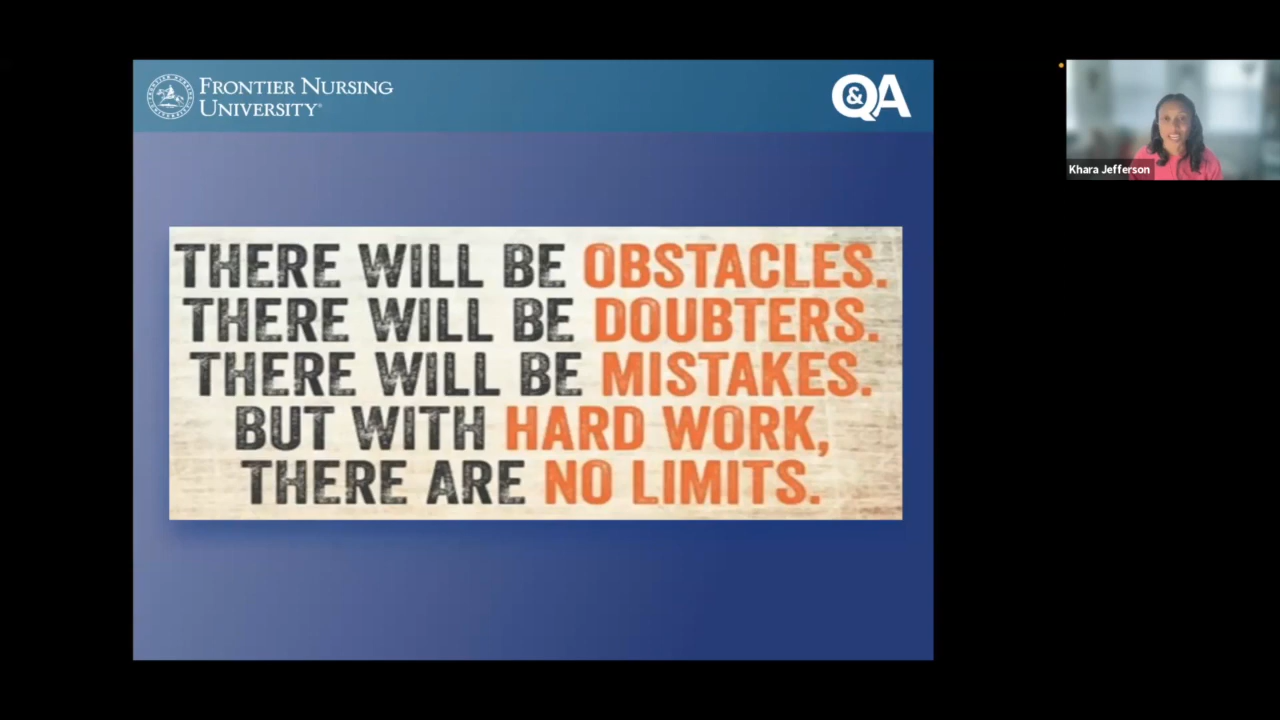 FRONTIER NURSING
UNIVERSITY
Q&A
THERE WILL BE OBSTACLES.
THERE WILL BE DOUBTERS.
THERE WILL BE MISTAKES.
BUT WITH HARD WORK,
THERE ARE NO LIMITS.
Khara Jefferson